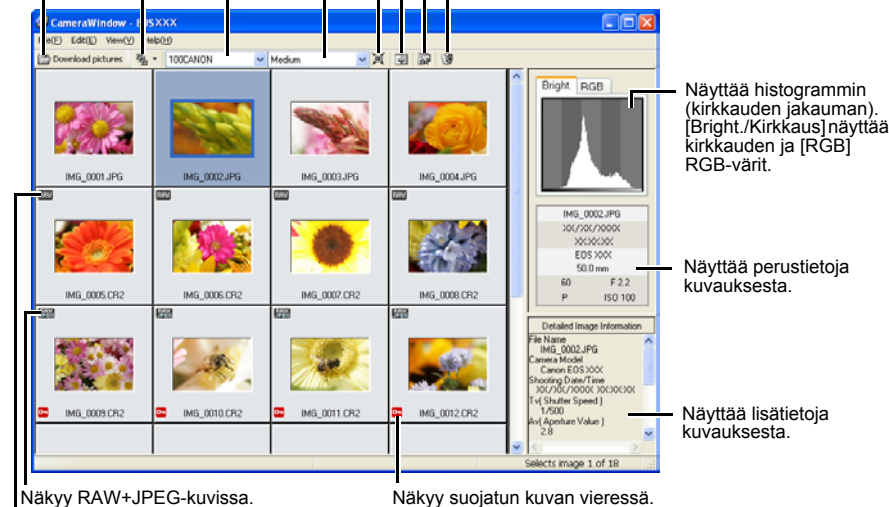 CameraWindow - EOSXXX
File(F) Edit(E) View(V) Help(H)
Download pictures 100CANON Medium
IMG_0001.JPG IMG_0002.JPG IMG_0003.JPG IMG_0004.JPG
RAW RAW RAW RAW
IMG_0005.CR2 IMG_0006.CR2 IMG_0007.CR2 IMG_0008.CR2
IMG_0009.CR2 IMG_0010.CR2 IMG_0011.CR2 IMG_0012.CR2
Bright. RGB
IMG_0002.JPG
XX/XX/XXXX
XX:XX:XX
EOS XXX
50.0 mm
60 F 2.2
P ISO 100
Detailed Image Information
File Name
IMG_0002.JPG
Camera Model
Canon EOS XXX
Shooting Date/Time
XX/XX/XXXX XX:XX:XX
Tv( Shutter Speed )
1/500
Av( Aperture Value )
2.8
Selects image 1 of 18
Näyttää histogrammin
(kirkkauden jakauman).
[Bright./Kirkkaus] näyttää
kirkkauden ja [RGB]
RGB-värit.
Näyttää perustietoja
kuvauksesta.
Näyttää lisätietoja
kuvauksesta.
Näkyy RAW+JPEG-kuvissa.
Näkyy suojatun kuvan vieressä.